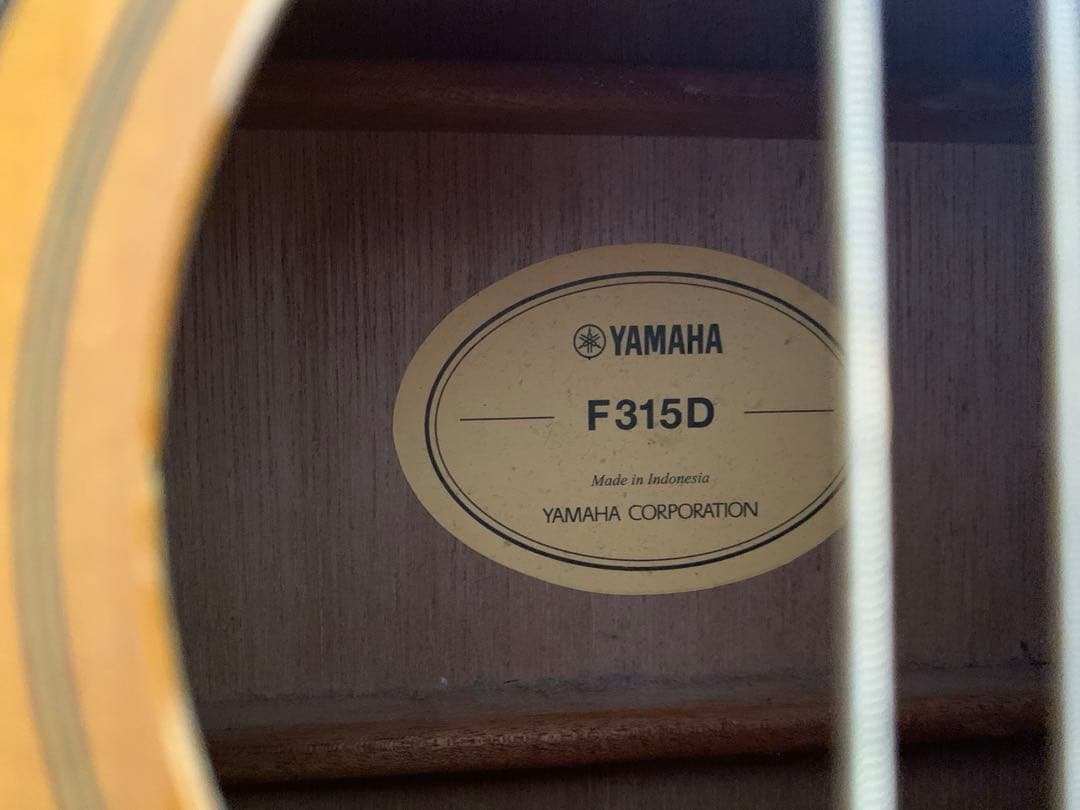 YAMAHA
F315D
Made in Indonesia
YAMAHA CORPORATION